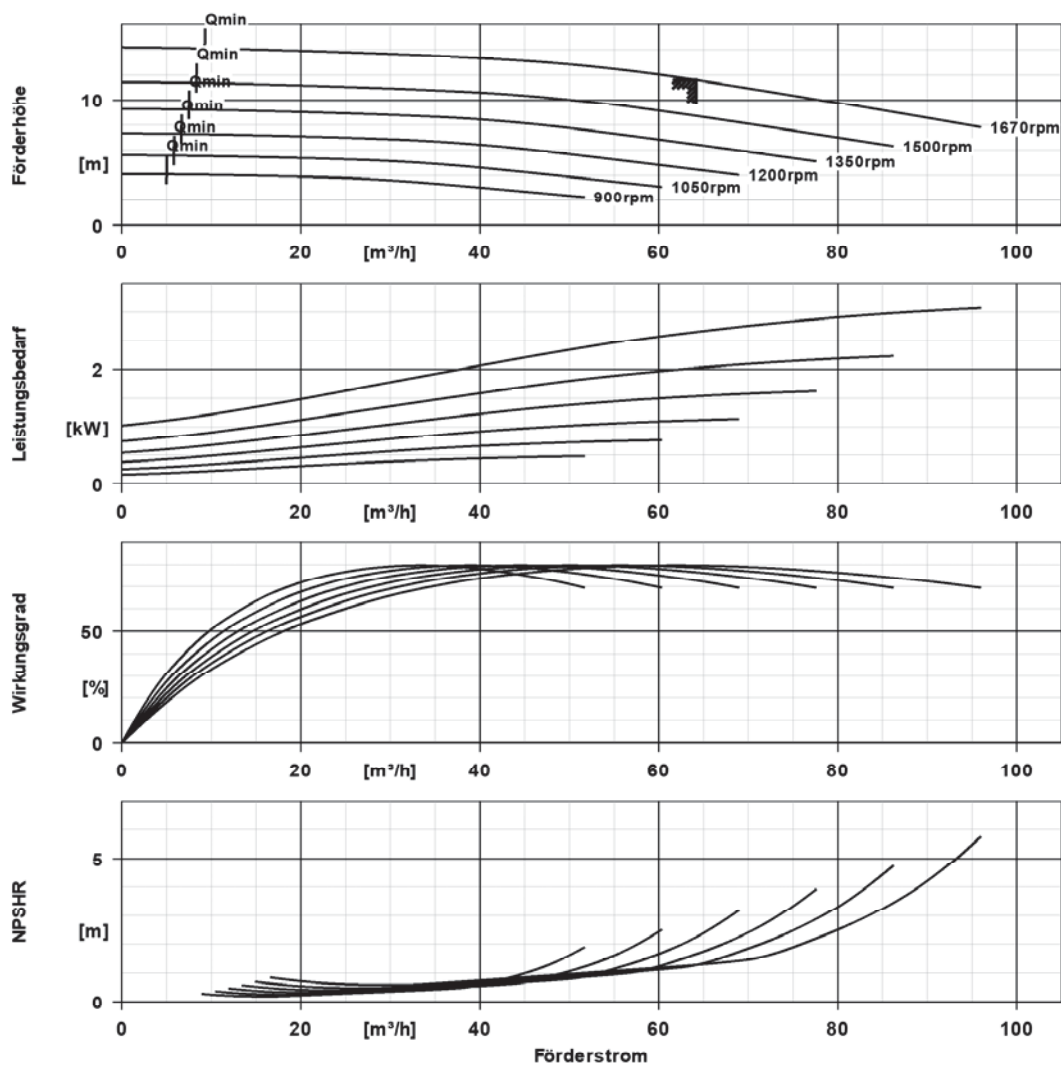 Förderhöhe
[m]
10
0
Qmin
Qmin
Qmin
Qmin
Qmin
Qmin
1670rpm
1500rpm
1350rpm
1200rpm
1050rpm
900rpm
0 20 [m³/h] 40 60 80 100
Leistungsbedarf
2
[kW]
0
0 20 [m³/h] 40 60 80 100
Wirkungsgrad
50
[%]
0
0 20 [m³/h] 40 60 80 100
NPSHR
5
[m]
0
0 20 [m³/h] 40 60 80 100
Förderstrom